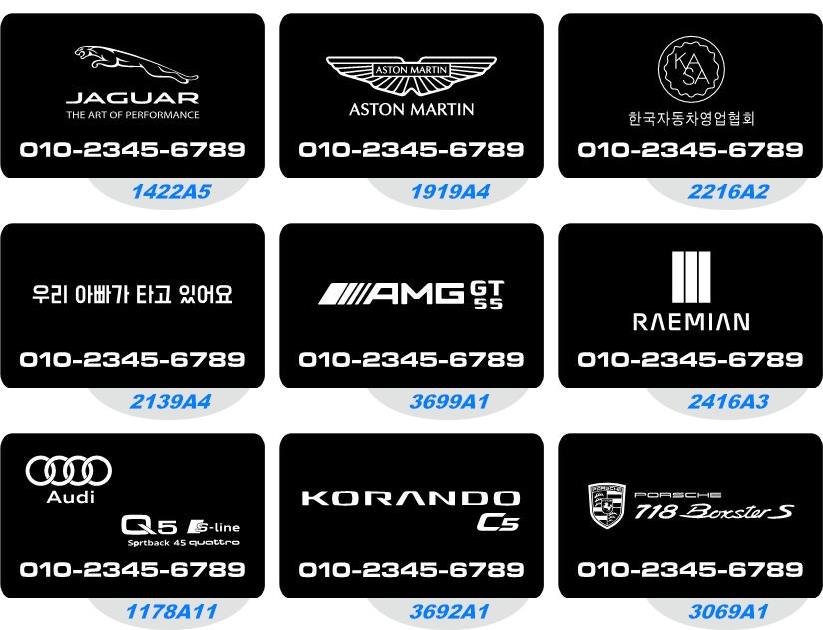 JAGUAR
THE ART OF PERFORMANCE
010-2345-6789
1422A5
ASTON MARTIN
ASTON MARTIN
010-2345-6789
1919A4
KASA
한국자동차영업협회
010-2345-6789
2216A2
우리 아빠가 타고 있어요
010-2345-6789
2139A4
AMG GT
55
010-2345-6789
3699A1
RAEMIAN
010-2345-6789
2416A3
Audi
Q5 S-line
Sprtback 45 quattro
010-2345-6789
1178A11
KORANDO
C5
010-2345-6789
3692A1
PORSCHE
718 Boxster S
010-2345-6789
3069A1